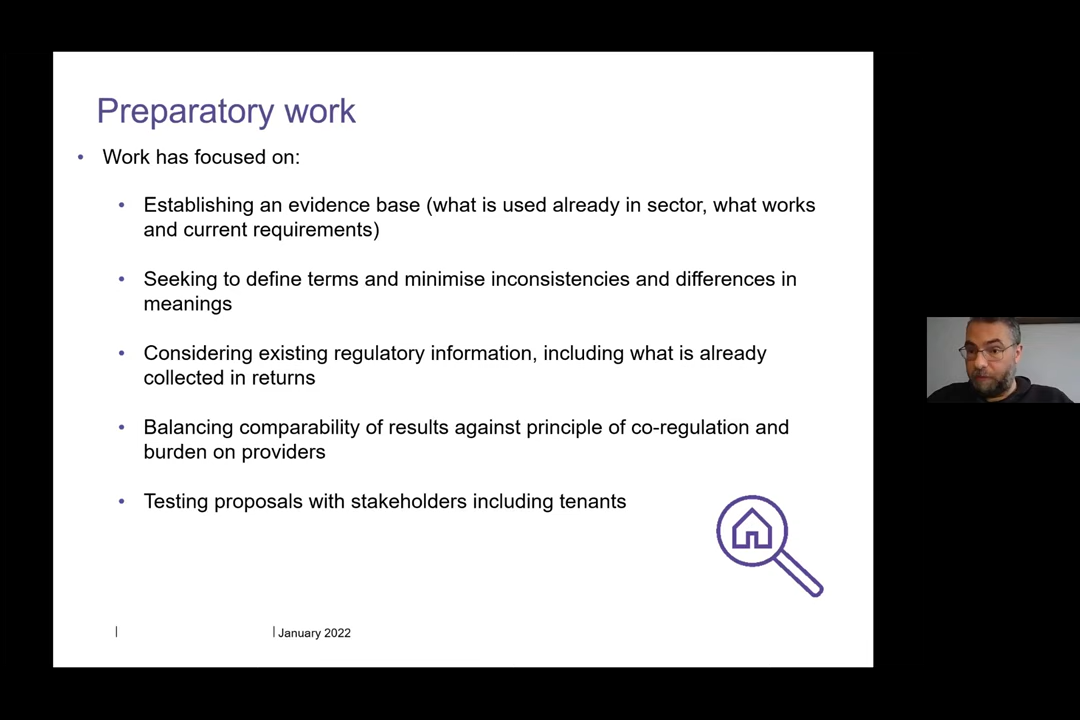 Preparatory work
• Work has focused on:
• Establishing an evidence base (what is used already in sector, what works
and current requirements)
• Seeking to define terms and minimise inconsistencies and differences in
meanings
• Considering existing regulatory information, including what is already
collected in returns
• Balancing comparability of results against principle of co-regulation and
burden on providers
• Testing proposals with stakeholders including tenants
January 2022